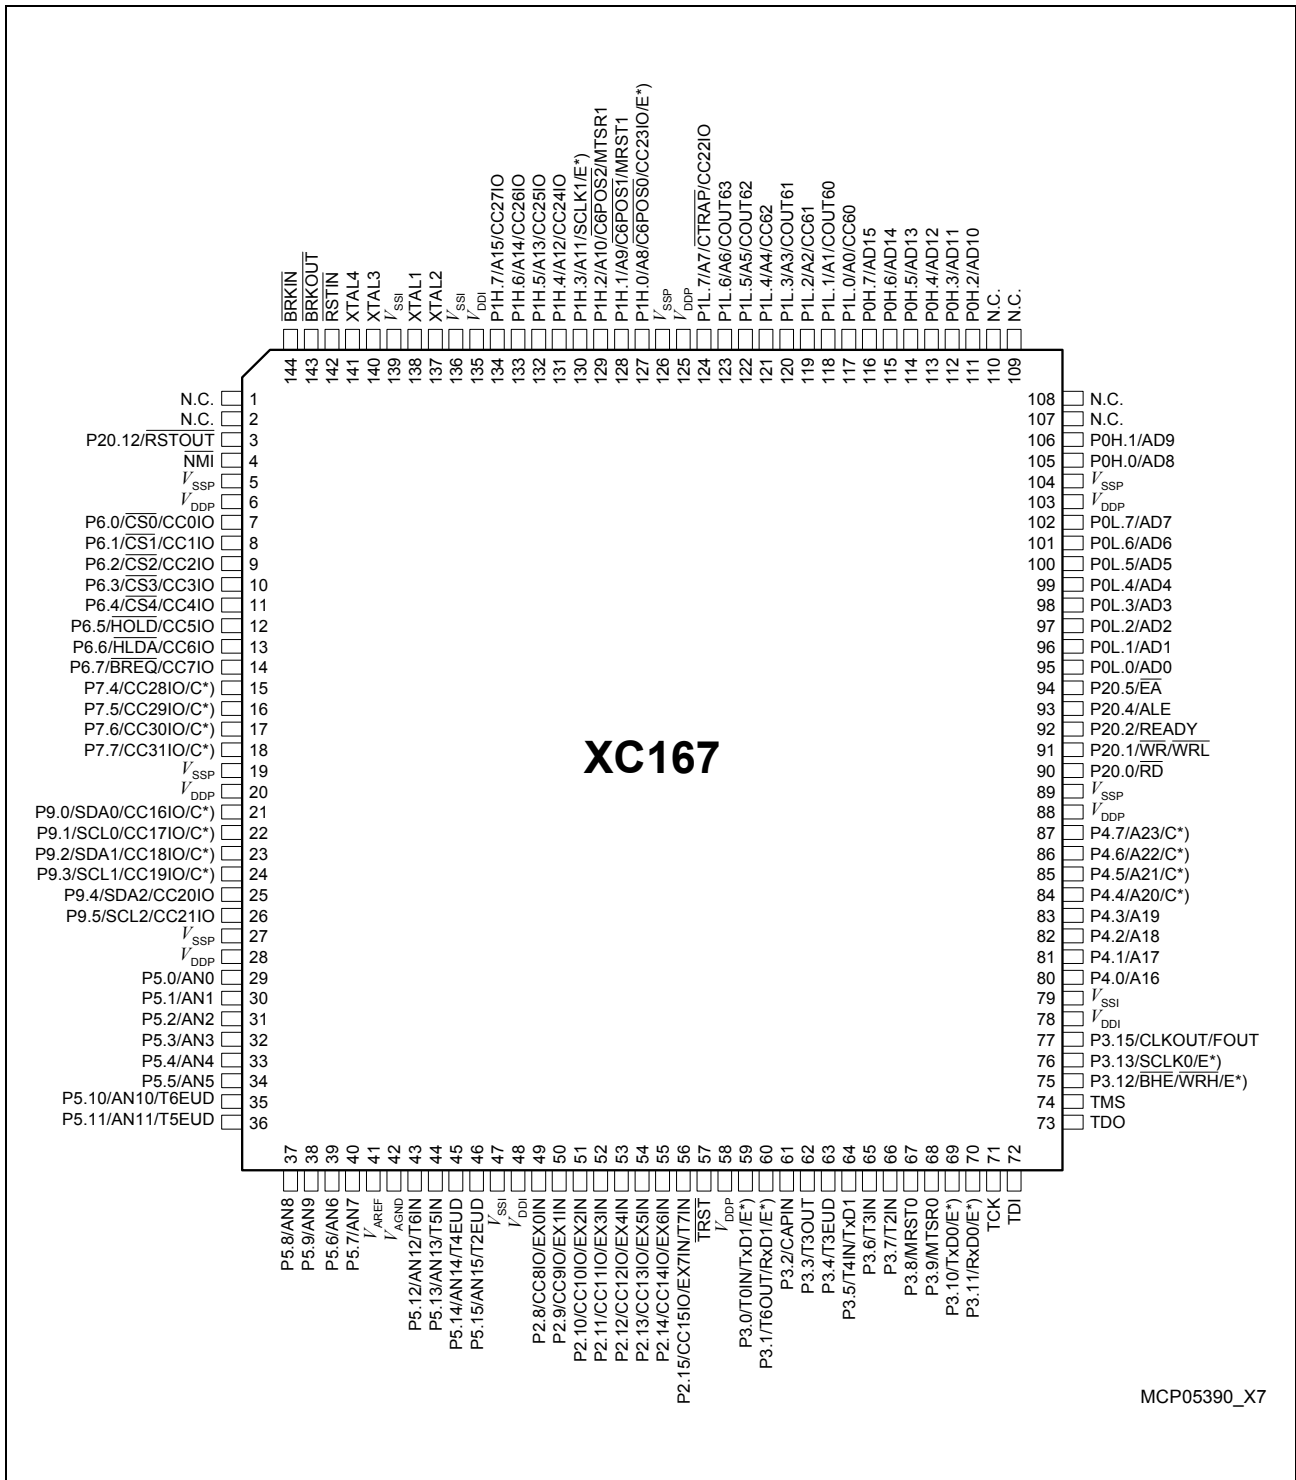 BRKIN
BRKOUT
RSTIN
XTAL4
XTAL3
VSSI
XTAL1
XTAL2
VSSI
VDDI
P1H.7/A15/CC27IO
P1H.6/A14/CC26IO
P1H.5/A13/CC25IO
P1H.4/A12/CC24IO
P1H.3/A11/SCLK1/E*)
P1H.2/A10/C6POS2/MTSR1
P1H.1/A9/C6POS1/MRST1
P1H.0/A8/C6POS0/CC23IO/E*)
VSSP
VDDP
P1L.7/A7/CTRAP/CC22IO
P1L.6/A6/COUT63
P1L.5/A5/COUT62
P1L.4/A4/CC62
P1L.3/A3/COUT61
P1L.2/A2/CC61
P1L.1/A1/COUT60
P1L.0/A0/CC60
P0H.7/AD15
P0H.6/AD14
P0H.5/AD13
P0H.4/AD12
P0H.3/AD11
P0H.2/AD10
N.C.
N.C.
144
143
142
141
140
139
138
137
136
135
134
133
132
131
130
129
128
127
126
125
124
123
122
121
120
119
118
117
116
115
114
113
112
111
110
109
N.C. 1
N.C. 2
P20.12/RSTOUT 3
NMI 4
VSSP 5
VDDP 6
P6.0/CS0/CC0IO 7
P6.1/CS1/CC1IO 8
P6.2/CS2/CC2IO 9
P6.3/CS3/CC3IO 10
P6.4/CS4/CC4IO 11
P6.5/HOLD/CC5IO 12
P6.6/HLDA/CC6IO 13
P6.7/BREQ/CC7IO 14
P7.4/CC28IO/C*) 15
P7.5/CC29IO/C*) 16
P7.6/CC30IO/C*) 17
P7.7/CC31IO/C*) 18
VSSP 19
VDDP 20
P9.0/SDA0/CC16IO/C*) 21
P9.1/SCL0/CC17IO/C*) 22
P9.2/SDA1/CC18IO/C*) 23
P9.3/SCL1/CC19IO/C*) 24
P9.4/SDA2/CC20IO 25
P9.5/SCL2/CC21IO 26
VSSP 27
VDDP 28
P5.0/AN0 29
P5.1/AN1 30
P5.2/AN2 31
P5.3/AN3 32
P5.4/AN4 33
P5.5/AN5 34
P5.10/AN10/T6EUD 35
P5.11/AN11/T5EUD 36
XC167
108 N.C.
107 N.C.
106 P0H.1/AD9
105 P0H.0/AD8
104 VSSP
103 VDDP
102 P0L.7/AD7
101 P0L.6/AD6
100 P0L.5/AD5
99 P0L.4/AD4
98 P0L.3/AD3
97 P0L.2/AD2
96 P0L.1/AD1
95 P0L.0/AD0
94 P20.5/EA
93 P20.4/ALE
92 P20.2/READY
91 P20.1/WR/WRL
90 P20.0/RD
89 VSSP
88 VDDP
87 P4.7/A23/C*)
86 P4.6/A22/C*)
85 P4.5/A21/C*)
84 P4.4/A20/C*)
83 P4.3/A19
82 P4.2/A18
81 P4.1/A17
80 P4.0/A16
79 VSSI
78 VDDI
77 P3.15/CLKOUT/FOUT
76 P3.13/SCLK0/E*)
75 P3.12/BHE/WRH/E*)
74 TMS
73 TDO
37
38
39
40
41
42
43
44
45
46
47
48
49
50
51
52
53
54
55
56
57
58
59
60
61
62
63
64
65
66
67
68
69
70
71
72
P5.8/AN8
P5.9/AN9
P5.6/AN6
P5.7/AN7
VAREF
VAGND
P5.12/AN12/T6IN
P5.13/AN13/T5IN
P5.14/AN14/T4EUD
P5.15/AN15/T2EUD
VSSI
VDDI
P2.8/CC8IO/EX0IN
P2.9/CC9IO/EX1IN
P2.10/CC10IO/EX2IN
P2.11/CC11IO/EX3IN
P2.12/CC12IO/EX4IN
P2.13/CC13IO/EX5IN
P2.14/CC14IO/EX6IN
P2.15/CC15IO/EX7IN/T7IN
TRST
VDDP
P3.0/T0IN/TxD1/E*)
P3.1/T6OUT/RxD1/E*)
P3.2/CAPIN
P3.3/T3OUT
P3.4/T3EUD
P3.5/T4IN/TxD1
P3.6/T3IN
P3.7/T2IN
P3.8/MRST0
P3.9/MTSR0
P3.10/TxD0/E*)
P3.11/RxD0/E*)
TCK
TDI
MCP05390_X7